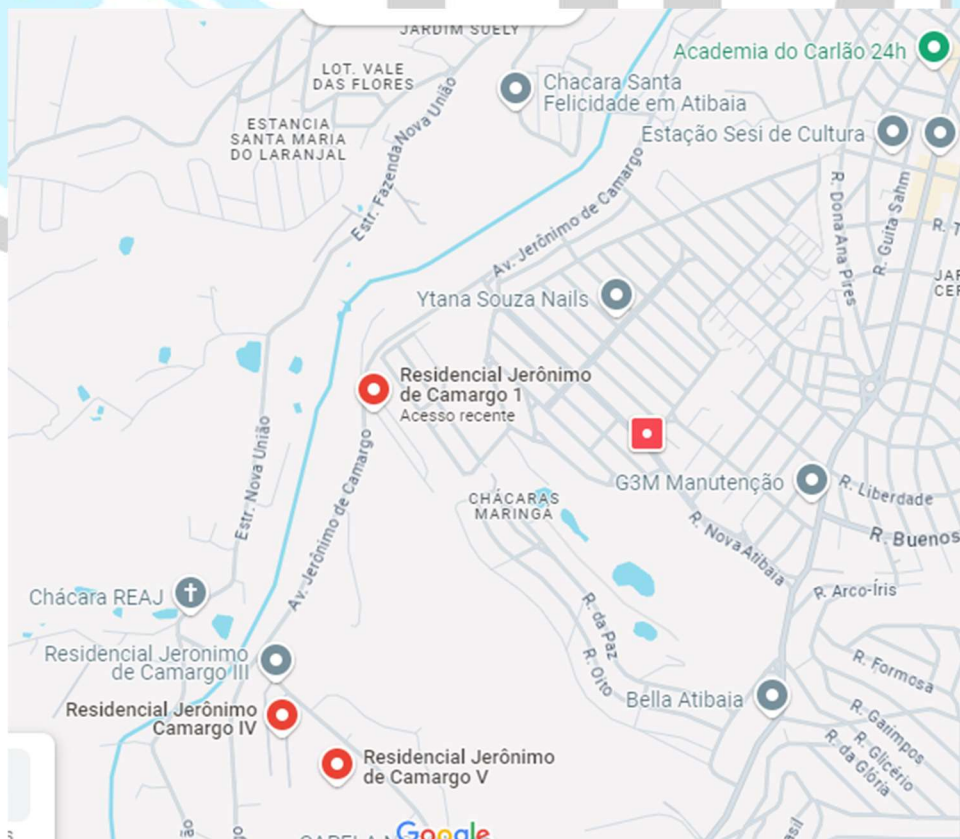 JARDIM SUELY
Academia do Carlão 24h
LOT. VALE
DAS FLORES
Chacara Santa
Felicidade em Atibaia
Estr. Fazenda Nova União
ESTANCIA
SANTA MARIA
DO LARANJAL
Estação Sesi de Cultura
Av. Jerônimo de Camargo
R. Dona Ana Pires
R. Guita Sahm
R. T
JAR
CER
Ytana Souza Nails
Residencial Jerônimo
de Camargo 1
Acesso recente
Estr. Nova União
Av. Jerônimo de Camargo
G3M Manutenção
CHÁCARAS
MARINGÁ
R. Liberdade
R. Buenos
R. Nova Atibaia
R. Arco-Íris
Chácara REAJ
R. da Paz
R. Oito
Residencial Jeronimo
de Camargo III
R. Formosa
Bella Atibaia
Residencial Jerônimo
Camargo IV
R. Garimpos
R. Glicério
R. da Glória
Residencial Jerônimo
de Camargo V
Google